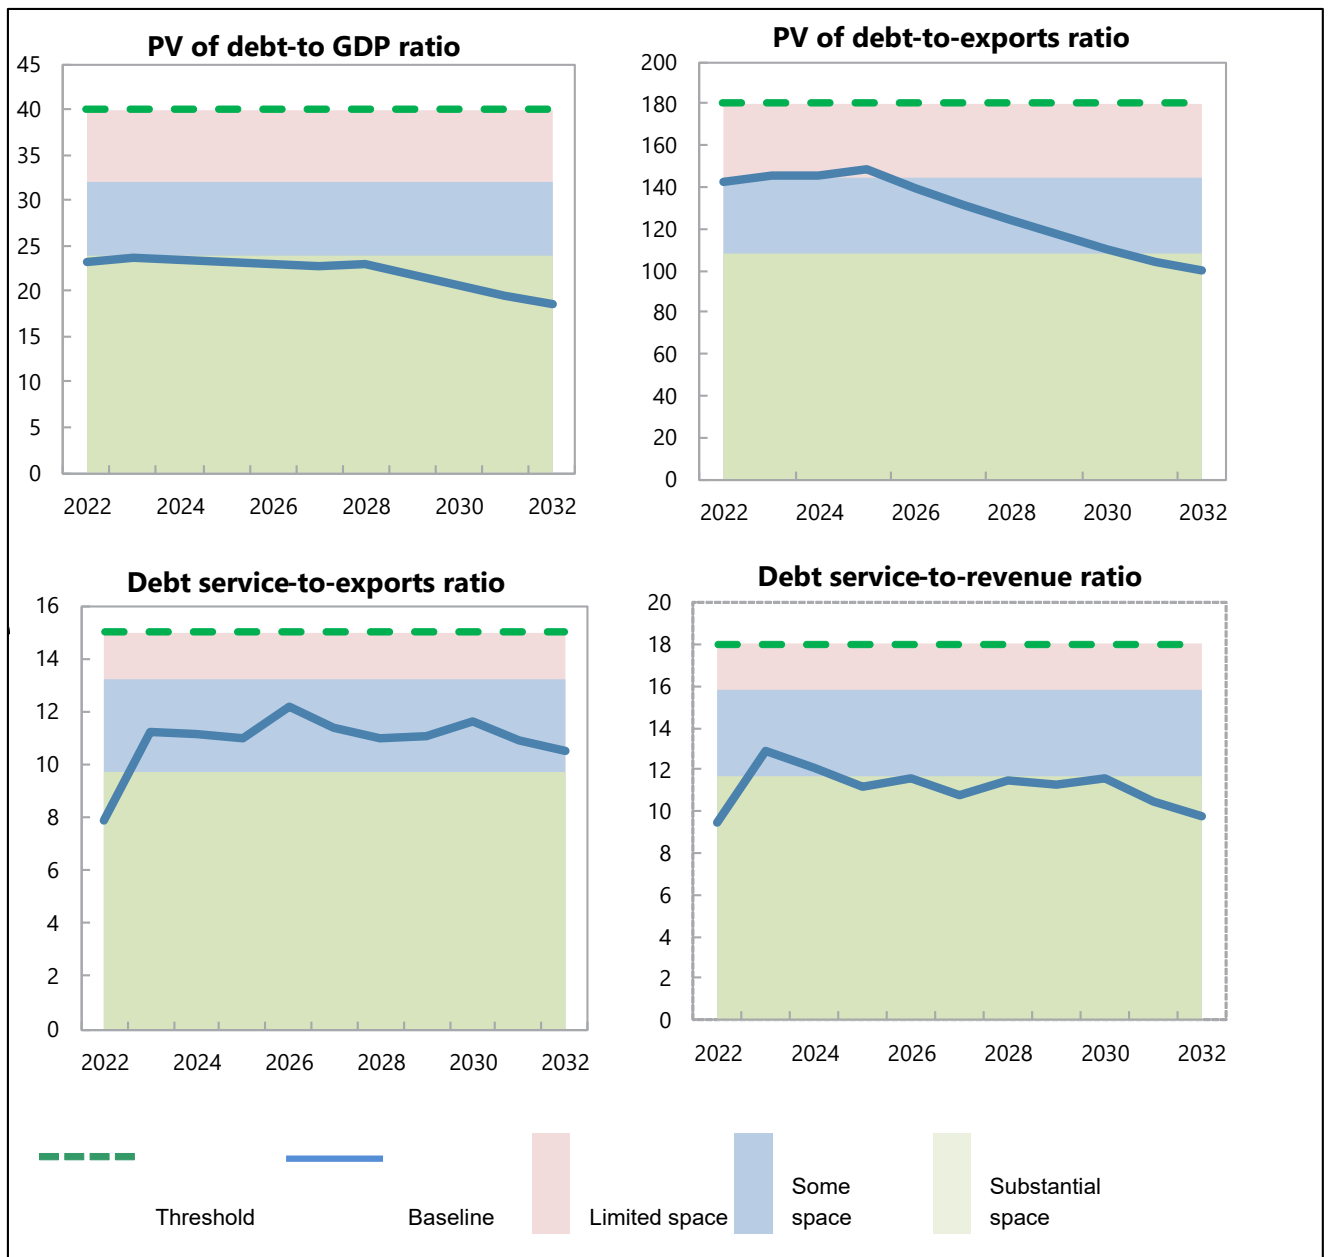 PV of debt-to GDP ratio
45
40
35
30
25
20
15
10
5
0
2022 2024 2026 2028 2030 2032
PV of debt-to-exports ratio
200
180
160
140
120
100
80
60
40
20
0
2022 2024 2026 2028 2030 2032
Debt service-to-exports ratio
16
14
12
10
8
6
4
2
0
2022 2024 2026 2028 2030 2032
Debt service-to-revenue ratio
20
18
16
14
12
10
8
6
4
2
0
2022 2024 2026 2028 2030 2032
Threshold
Baseline
Limited space
Some
space
Substantial
space